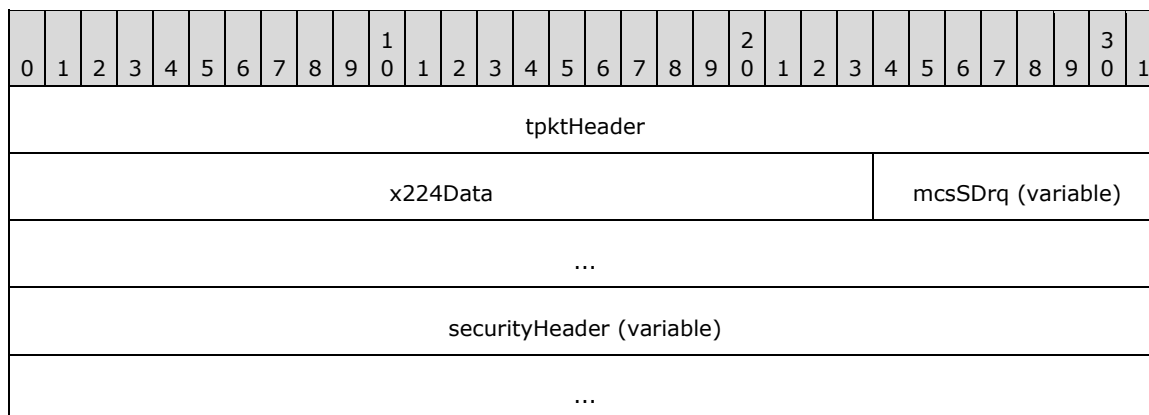 1 2 3
0 1 2 3 4 5 6 7 8 9 0 1 2 3 4 5 6 7 8 9 0 1 2 3 4 5 6 7 8 9 0 1
tpktHeader
x224Data mcsSDrq (variable)
...
securityHeader (variable)
...